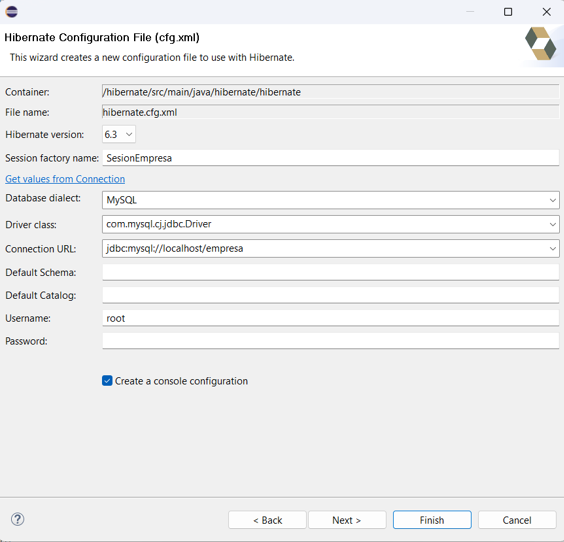 Hibernate Configuration File (cfg.xml)
This wizard creates a new configuration file to use with Hibernate.
Container: /hibernate/src/main/java/hibernate/hibernate
File name: hibernate.cfg.xml
Hibernate version: 6.3
Session factory name: SesionEmpresa
Get values from Connection
Database dialect: MySQL
Driver class: com.mysql.cj.jdbc.Driver
Connection URL: jdbc:mysql://localhost/empresa
Default Schema:
Default Catalog:
Username: root
Password:
Create a console configuration
? < Back Next > Finish Cancel